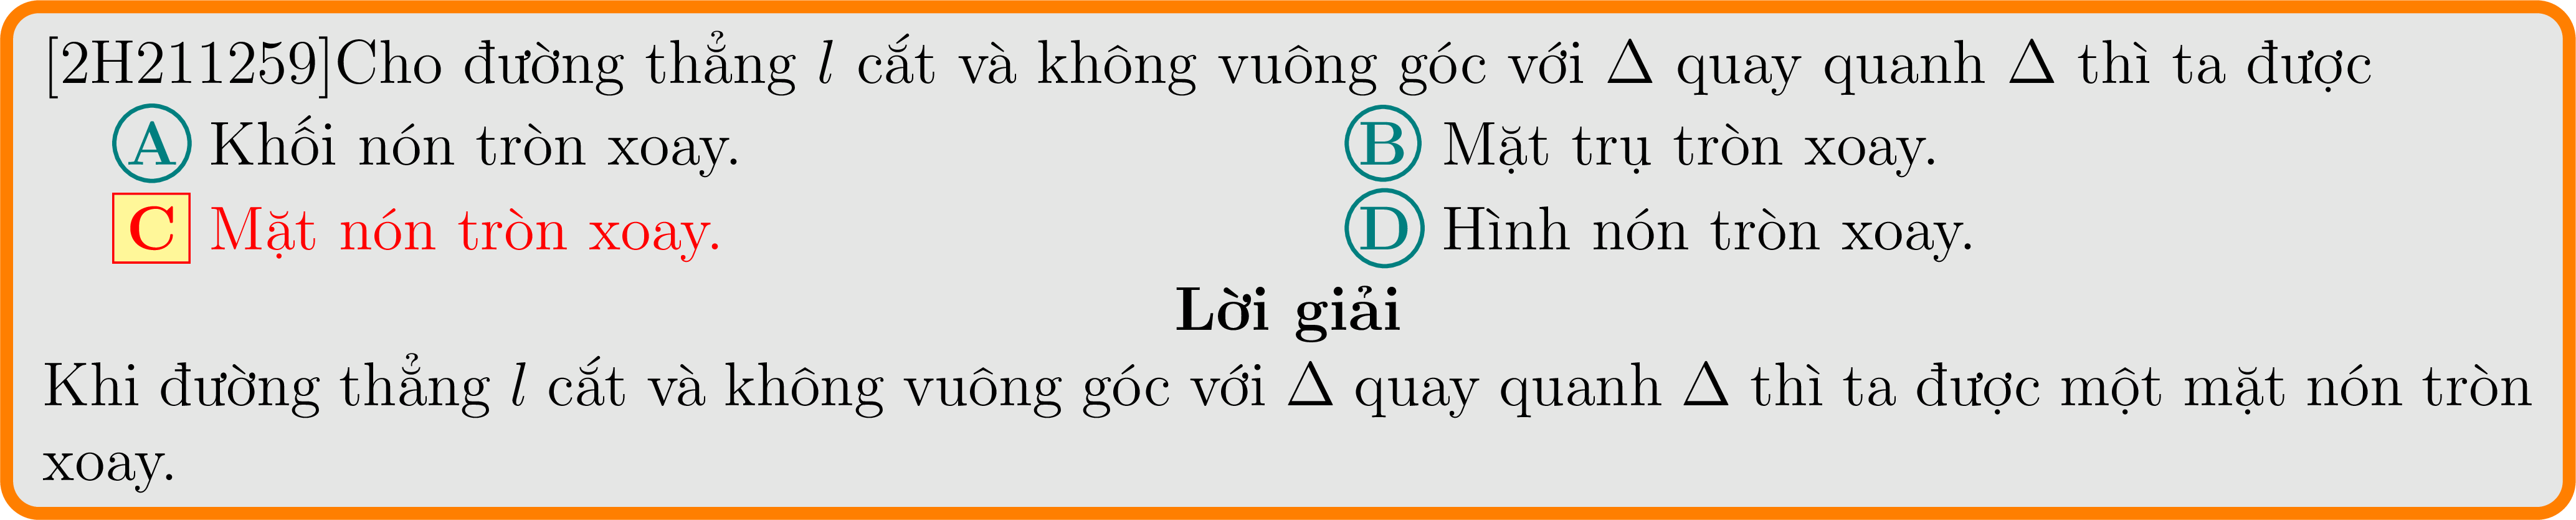 [2H211259]Cho đường thẳng l cắt và không vuông góc với Δ quay quanh Δ thì ta được
A Khối nón tròn xoay.
B Mặt trụ tròn xoay.
C Mặt nón tròn xoay.
D Hình nón tròn xoay.
Lời giải
Khi đường thẳng l cắt và không vuông góc với Δ quay quanh Δ thì ta được một mặt nón tròn
xoay.